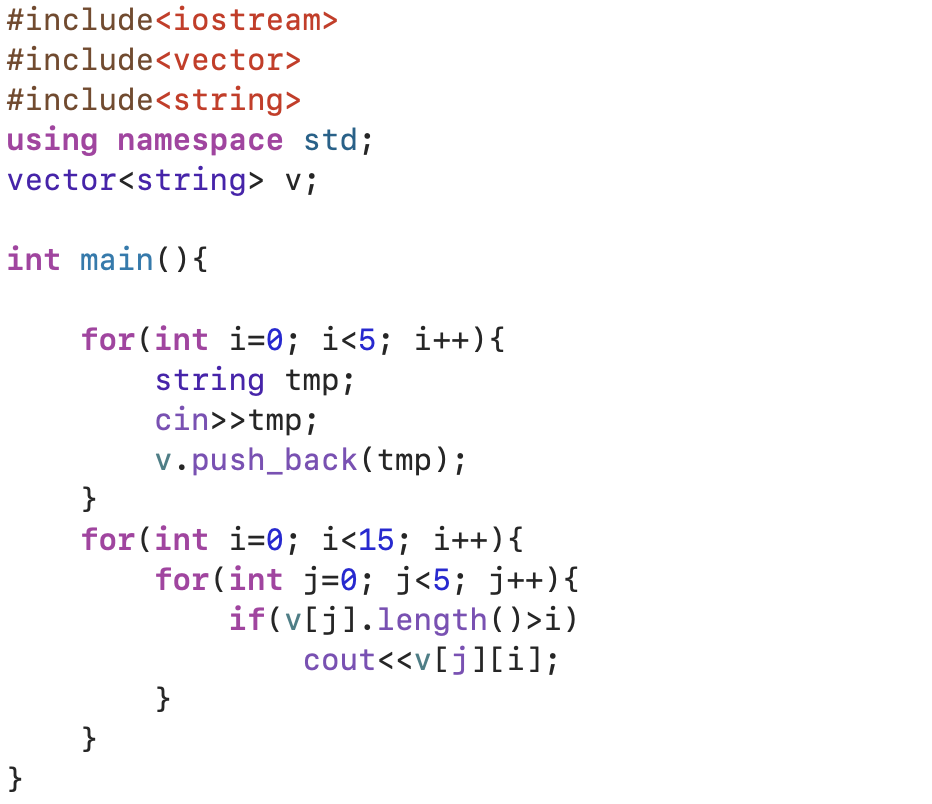 #include<iostream>
#include<vector>
#include<string>
using namespace std;
vector<string> v;
int main(){
    for(int i=0; i<5; i++){
        string tmp;
        cin>>tmp;
        v.push_back(tmp);
    }
    for(int i=0; i<15; i++){
        for(int j=0; j<5; j++){
            if(v[j].length()>i)
                cout<<v[j][i];
        }
    }
}